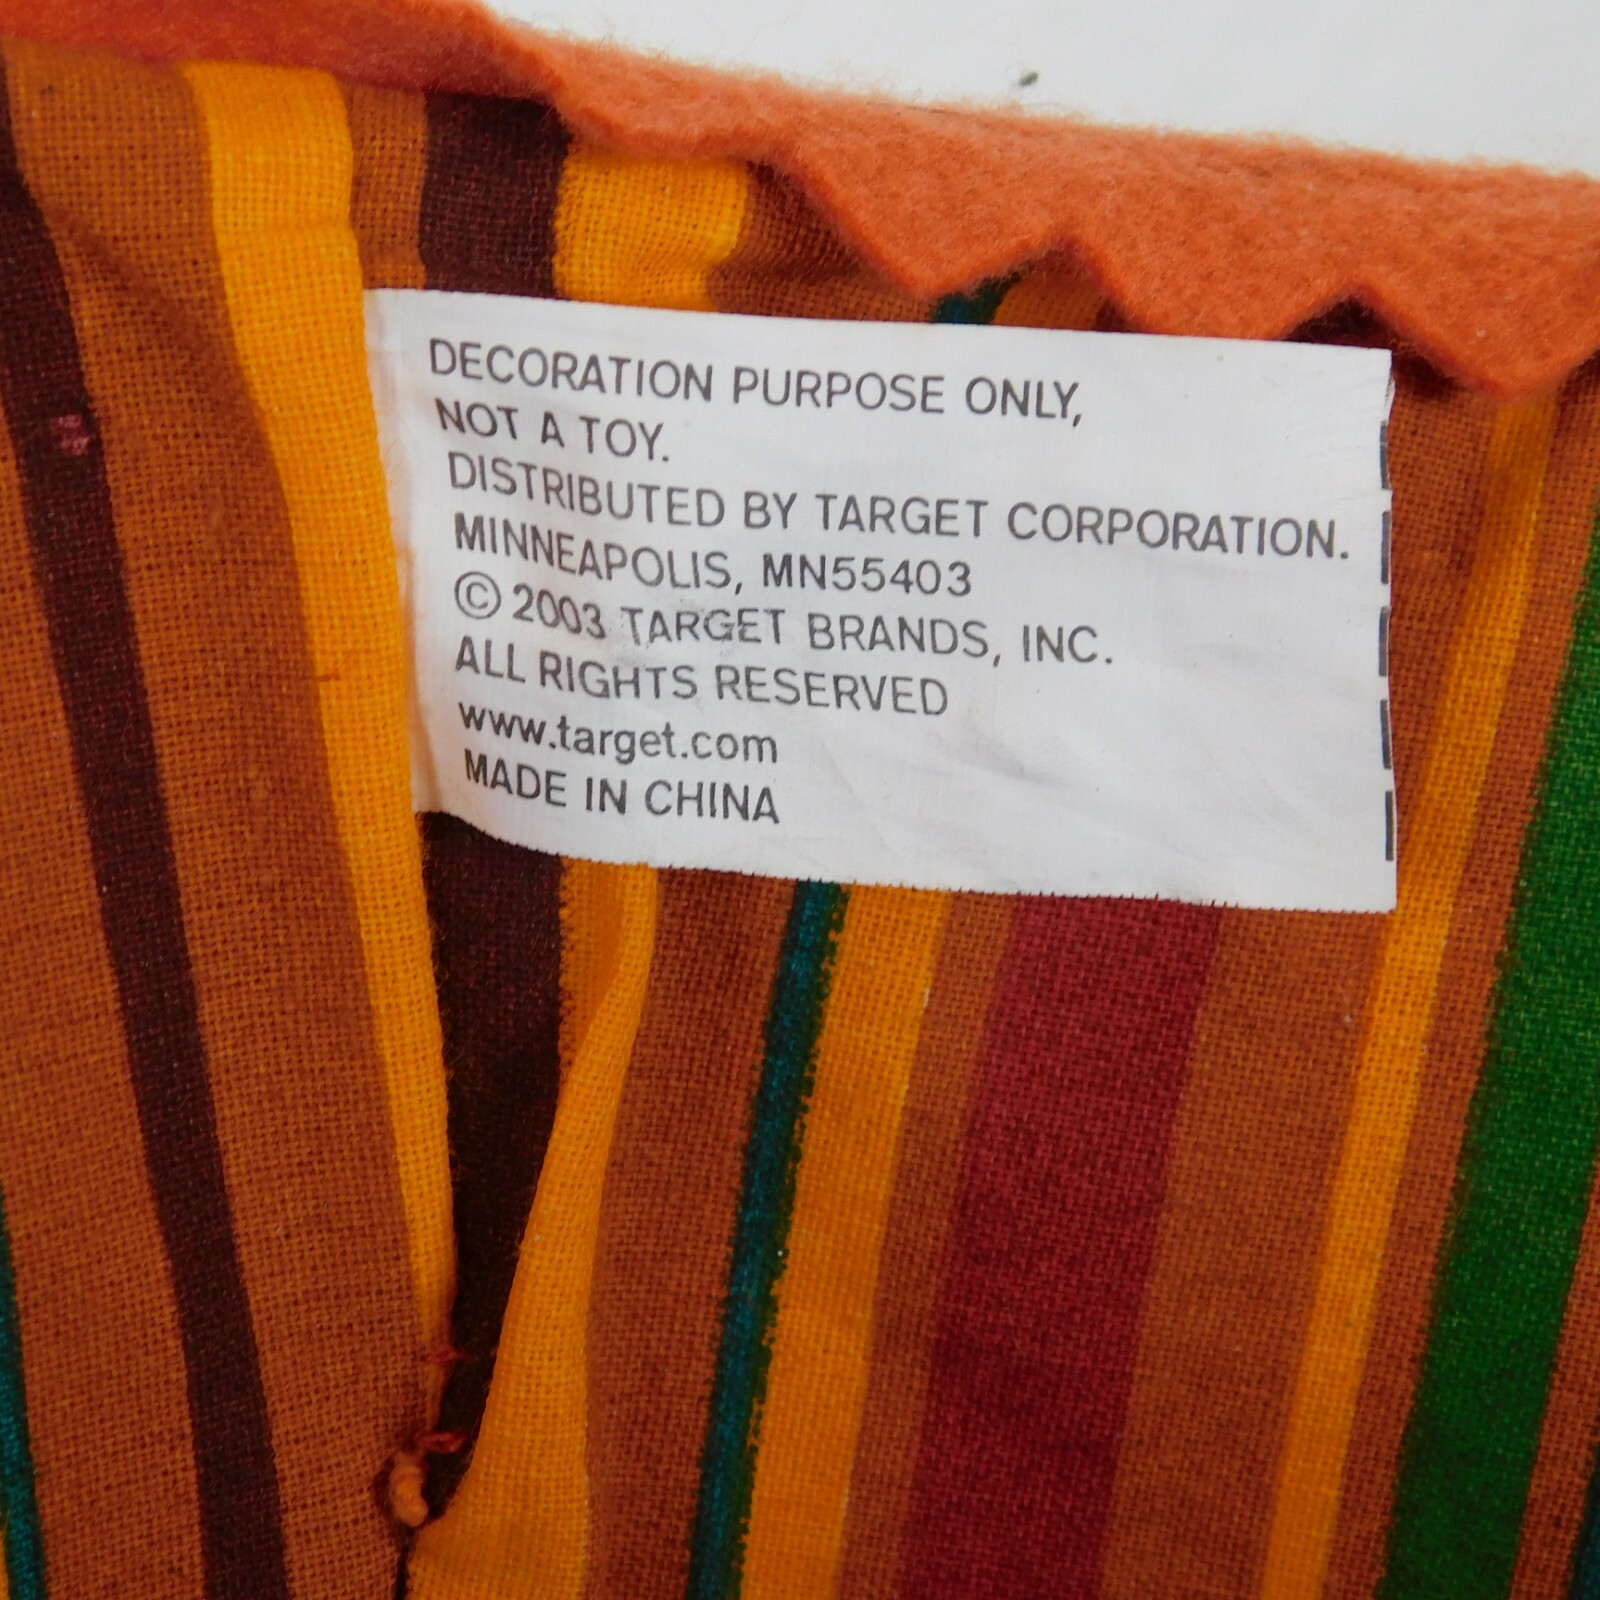 DECORATION PURPOSE ONLY,
NOT A TOY.
DISTRIBUTED BY TARGET CORPORATION.
MINNEAPOLIS, MN55403
© 2003 TARGET BRANDS, INC.
ALL RIGHTS RESERVED
www.target.com
MADE IN CHINA